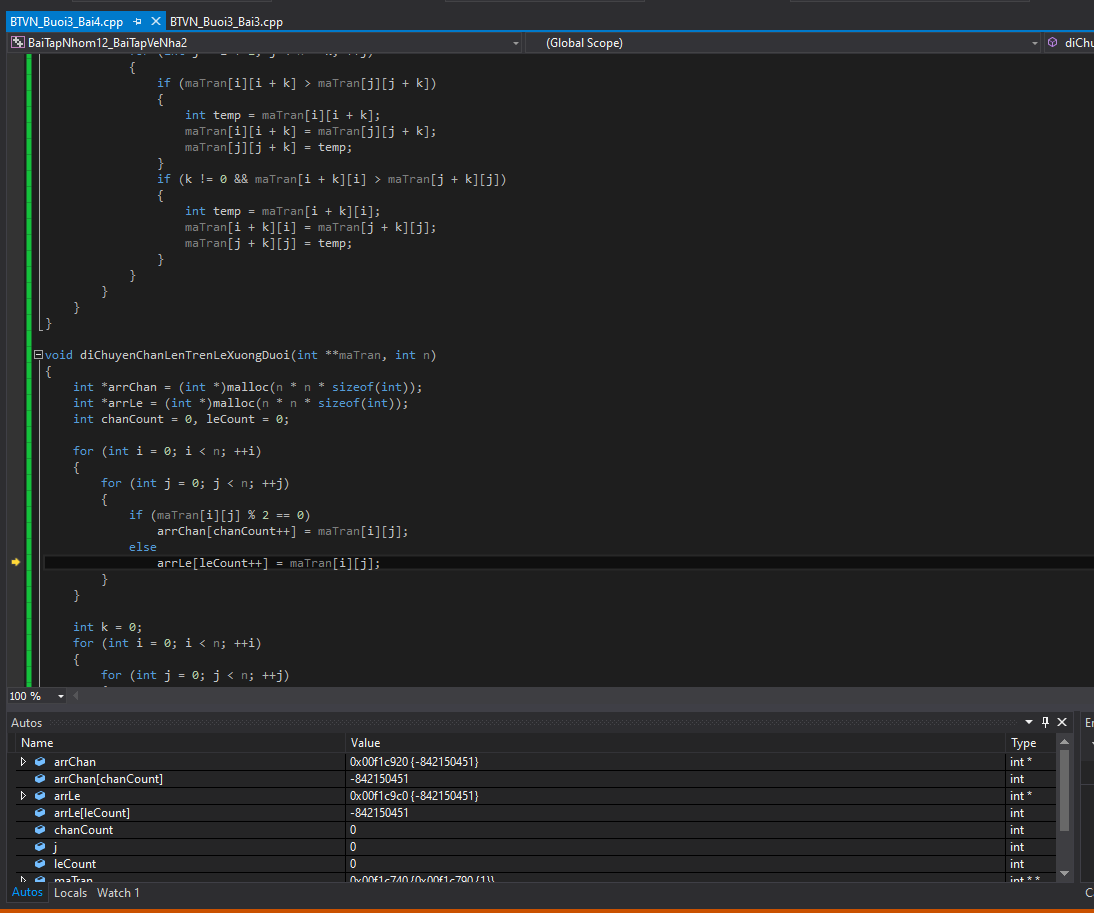 BTVN_Buoi3_Bai4.cpp BTVN_Buoi3_Bai3.cpp
BaiTapNhom12_BaiTapVeNha2 (Global Scope) diChu
{
if (maTran[i][i + k] > maTran[j][j + k])
{
int temp = maTran[i][i + k];
maTran[i][i + k] = maTran[j][j + k];
maTran[j][j + k] = temp;
}
if (k != 0 && maTran[i + k][i] > maTran[j + k][j])
{
int temp = maTran[i + k][i];
maTran[i + k][i] = maTran[j + k][j];
maTran[j + k][j] = temp;
}
}
}
}
}
void diChuyenChanLenTrenLeXuongDuoi(int **maTran, int n)
{
int *arrChan = (int *)malloc(n * n * sizeof(int));
int *arrLe = (int *)malloc(n * n * sizeof(int));
int chanCount = 0, leCount = 0;
for (int i = 0; i < n; ++i)
{
for (int j = 0; j < n; ++j)
{
if (maTran[i][j] % 2 == 0)
arrChan[chanCount++] = maTran[i][j];
else
arrLe[leCount++] = maTran[i][j];
}
}
int k = 0;
for (int i = 0; i < n; ++i)
{
for (int j = 0; j < n; ++j)
100 %
Autos
Name Value Type
arrChan 0x00f1c920 {-842150451} int *
arrChan[chanCount] -842150451 int
arrLe 0x00f1c9c0 {-842150451} int *
arrLe[leCount] -842150451 int
chanCount 0 int
j 0 int
leCount 0 int
maTran 0x00f1c740 {0x00f1c790 {1}} int * *
Autos Locals Watch 1